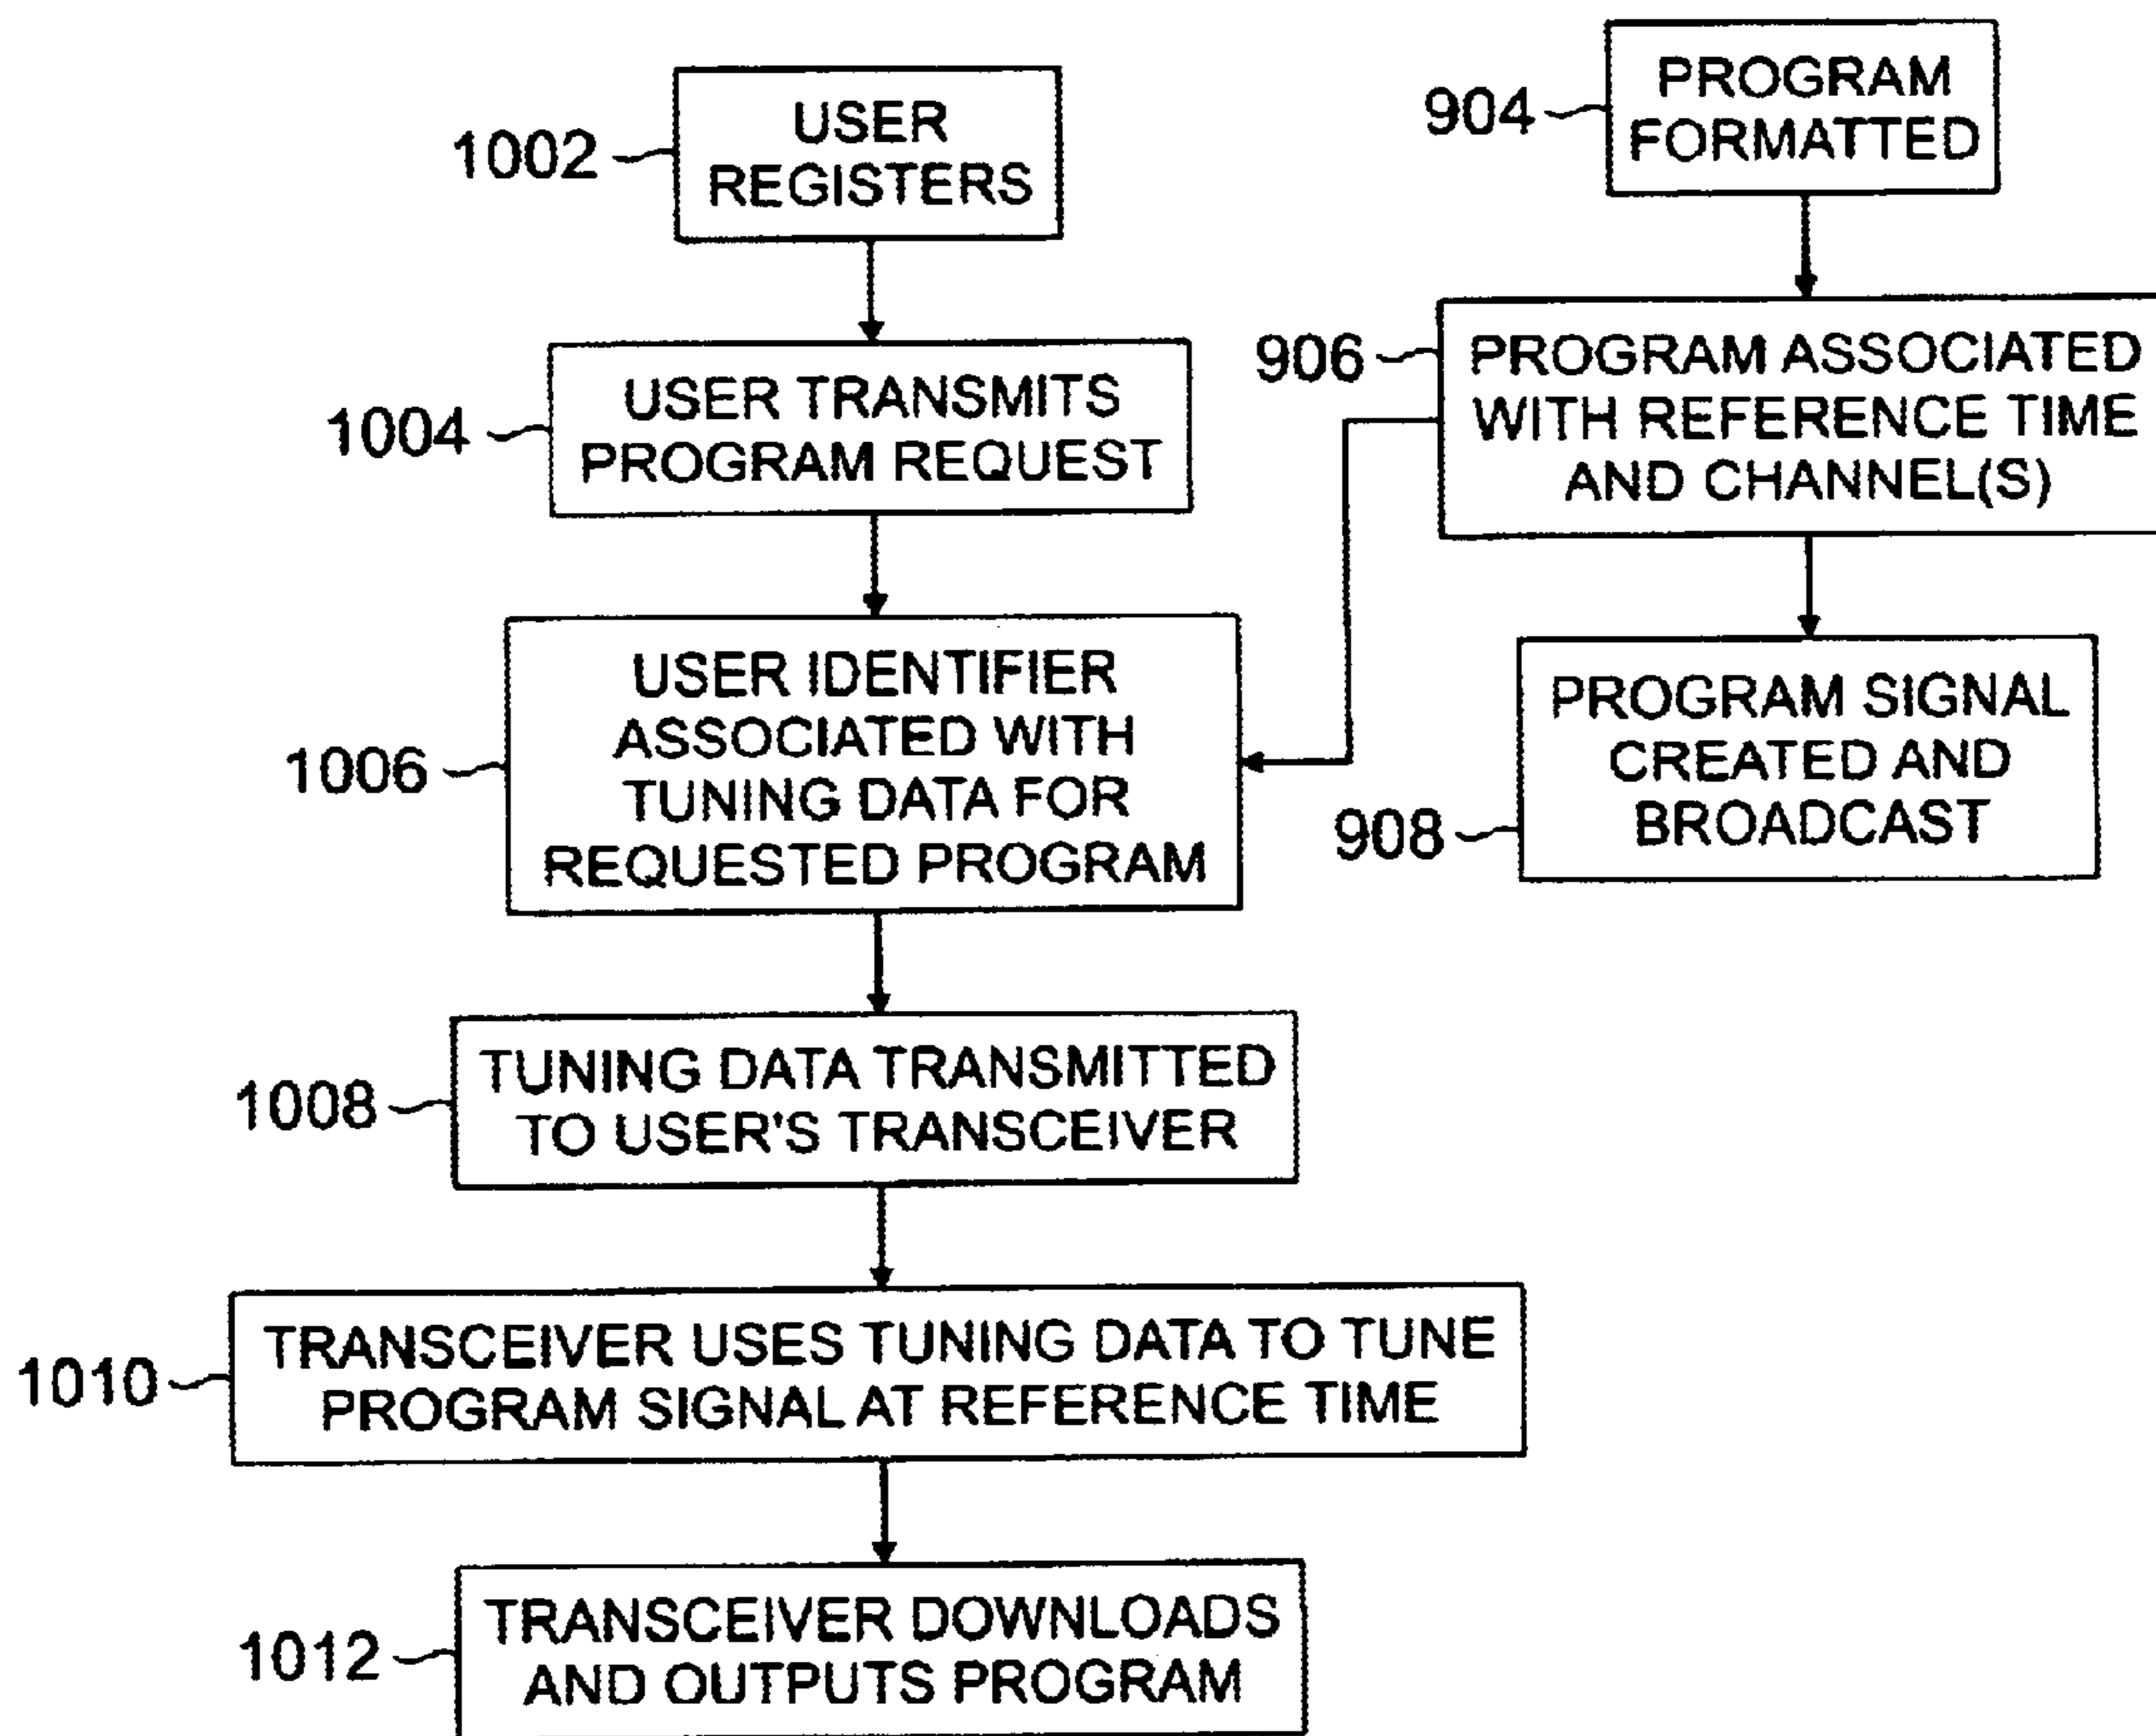 1002
USER
REGISTERS
1004
USER TRANSMITS
PROGRAM REQUEST
1006
USER IDENTIFIER
ASSOCIATED WITH
TUNING DATA FOR
REQUESTED PROGRAM
1008
TUNING DATA TRANSMITTED
TO USER'S TRANSCEIVER
1010
TRANSCEIVER USES TUNING DATA TO TUNE
PROGRAM SIGNAL AT REFERENCE TIME
1012
TRANSCEIVER DOWNLOADS
AND OUTPUTS PROGRAM
904
PROGRAM
FORMATTED
906
PROGRAM ASSOCIATED
WITH REFERENCE TIME
AND CHANNEL(S)
908
PROGRAM SIGNAL
CREATED AND
BROADCAST